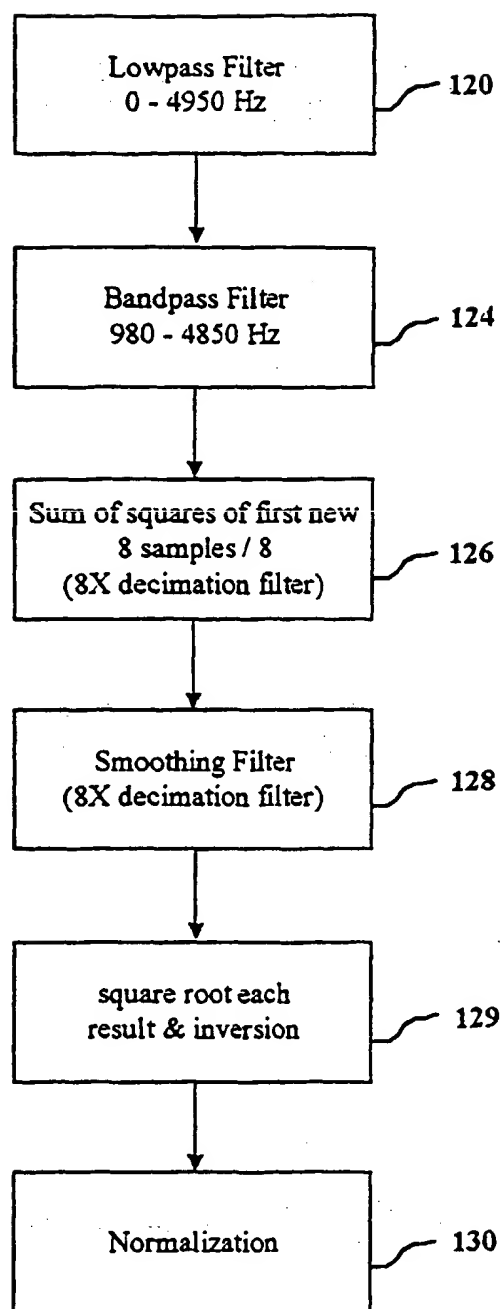 Lowpass Filter
0 - 4950 Hz
120
Bandpass Filter
980 - 4850 Hz
124
Sum of squares of first new
8 samples / 8
(8X decimation filter)
126
Smoothing Filter
(8X decimation filter)
128
square root each
result & inversion
129
Normalization
130